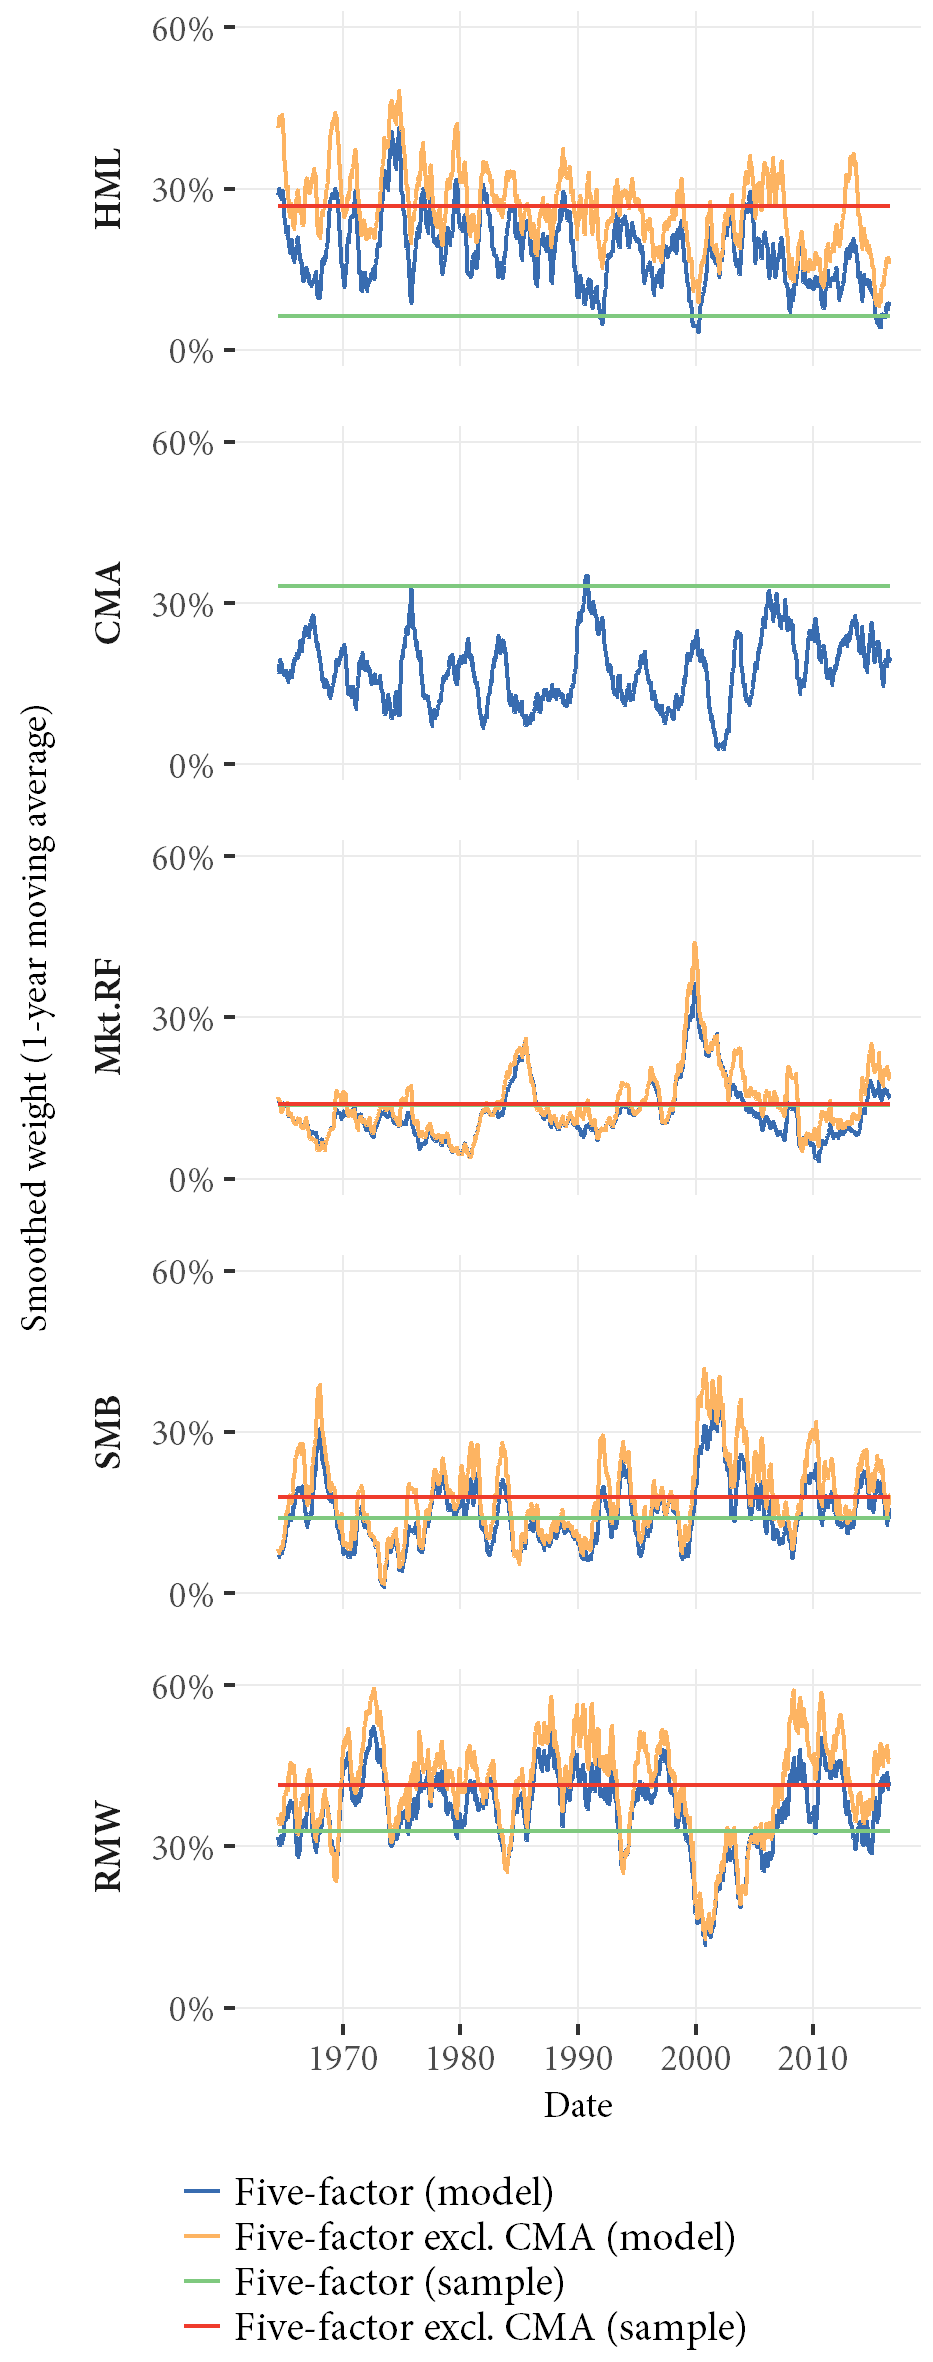 Smoothed weight (1-year moving average)
HML
60%
30%
0%
CMA
60%
30%
0%
Mkt.RF
60%
30%
0%
SMB
60%
30%
0%
RMW
60%
30%
0%
1970 1980 1990 2000 2010
Date
Five-factor (model)
Five-factor excl. CMA (model)
Five-factor (sample)
Five-factor excl. CMA (sample)